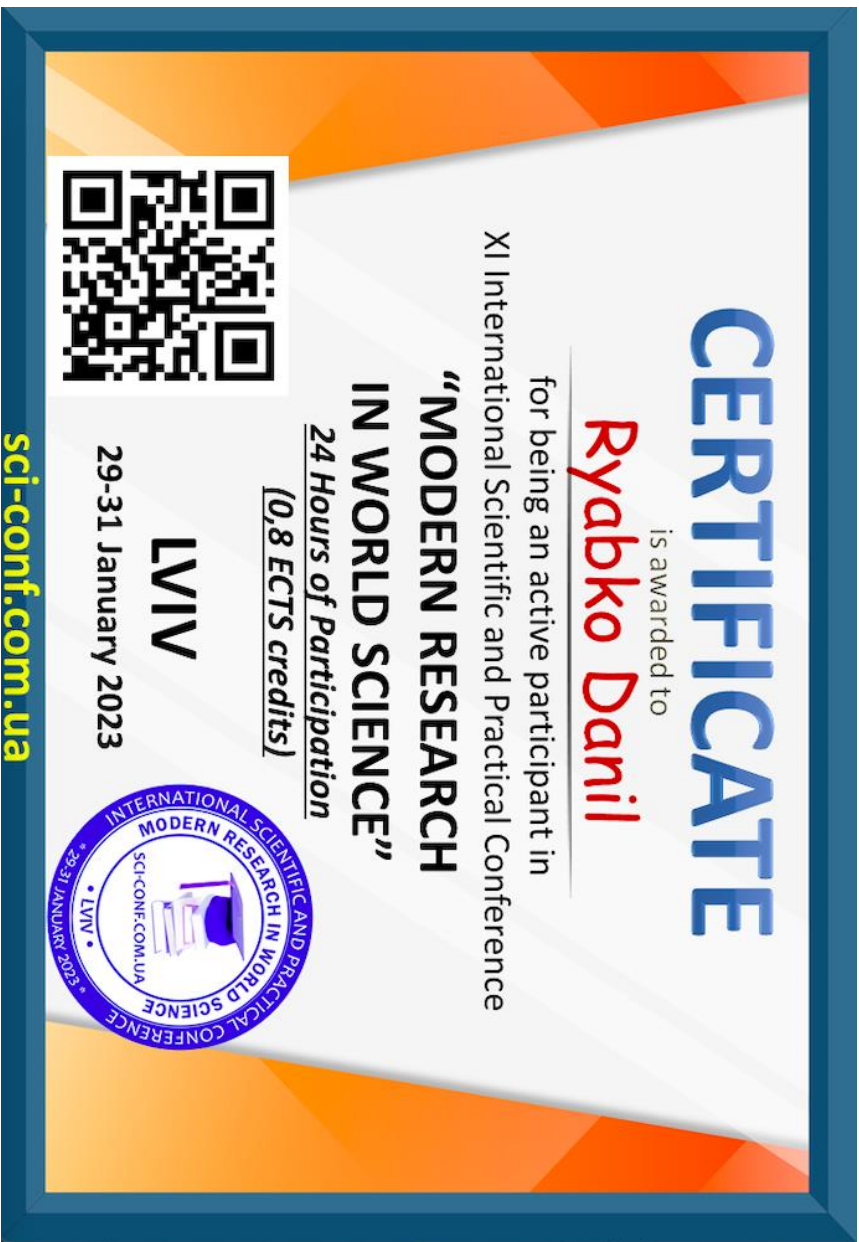 CERTIFICATE
is awarded to
Ryabko Danil
for being an active participant in
XI International Scientific and Practical Conference
“MODERN RESEARCH
IN WORLD SCIENCE”
24 Hours of Participation
(0,8 ECTS credits)
LVIV
29-31 January 2023
INTERNATIONAL SCIENTIFIC AND PRACTICAL CONFERENCE
* 29-31 JANUARY 2023 *
MODERN RESEARCH IN WORLD SCIENCE
• LVIV •
SCI-CONF.COM.UA
sci-conf.com.ua